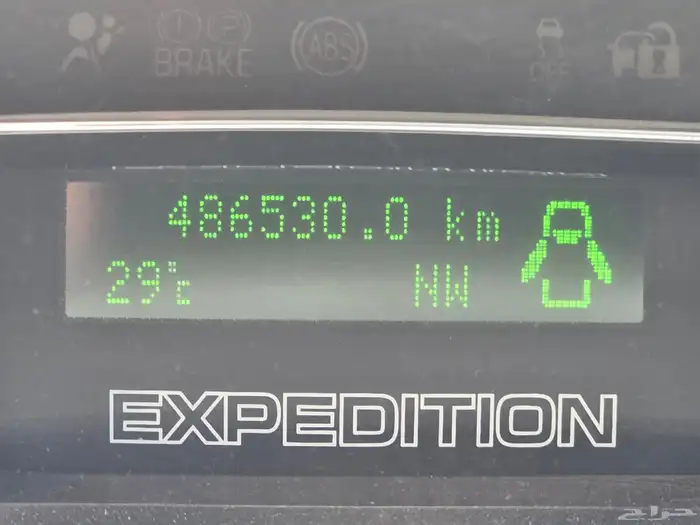 BRAKE
ABS
OFF
486530.0 km
29°C
NW
EXPEDITION
حراج